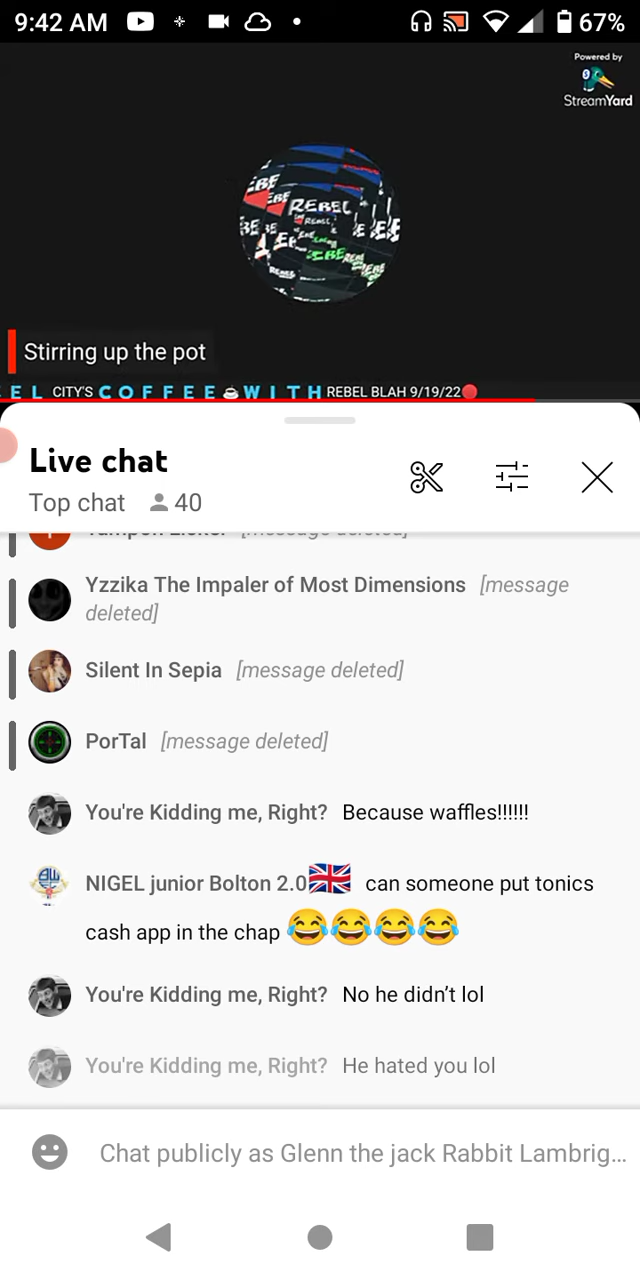 9:42 AM 67%
Powered by
StreamYard
REBEL
Stirring up the pot
EL CITY'S COFFEE☕WITH REBEL BLAH 9/19/22🔴
Live chat
Top chat 40
[message deleted]
Yzzika The Impaler of Most Dimensions [message
deleted]
Silent In Sepia [message deleted]
PorTal [message deleted]
You're Kidding me, Right? Because waffles!!!!!!
NIGEL junior Bolton 2.0🇬🇧 can someone put tonics
cash app in the chap 😂😂😂😂
You're Kidding me, Right? No he didn’t lol
You're Kidding me, Right? He hated you lol
Chat publicly as Glenn the jack Rabbit Lambrig...